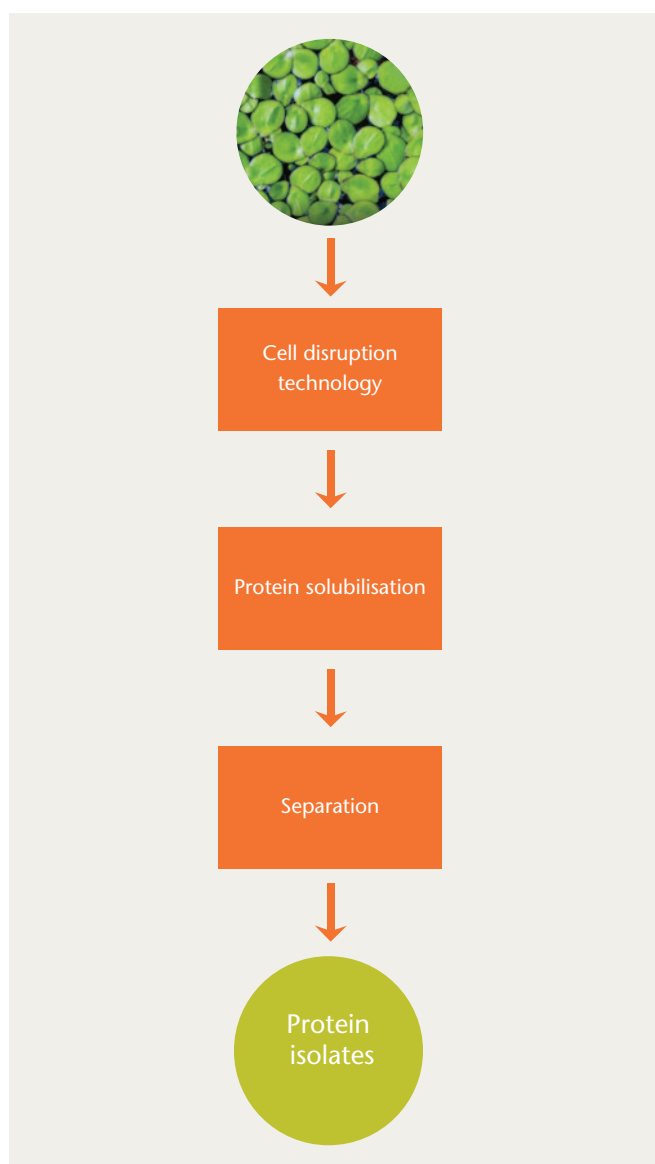 Cell disruption
technology
Protein solubilisation
Separation
Protein
isolates